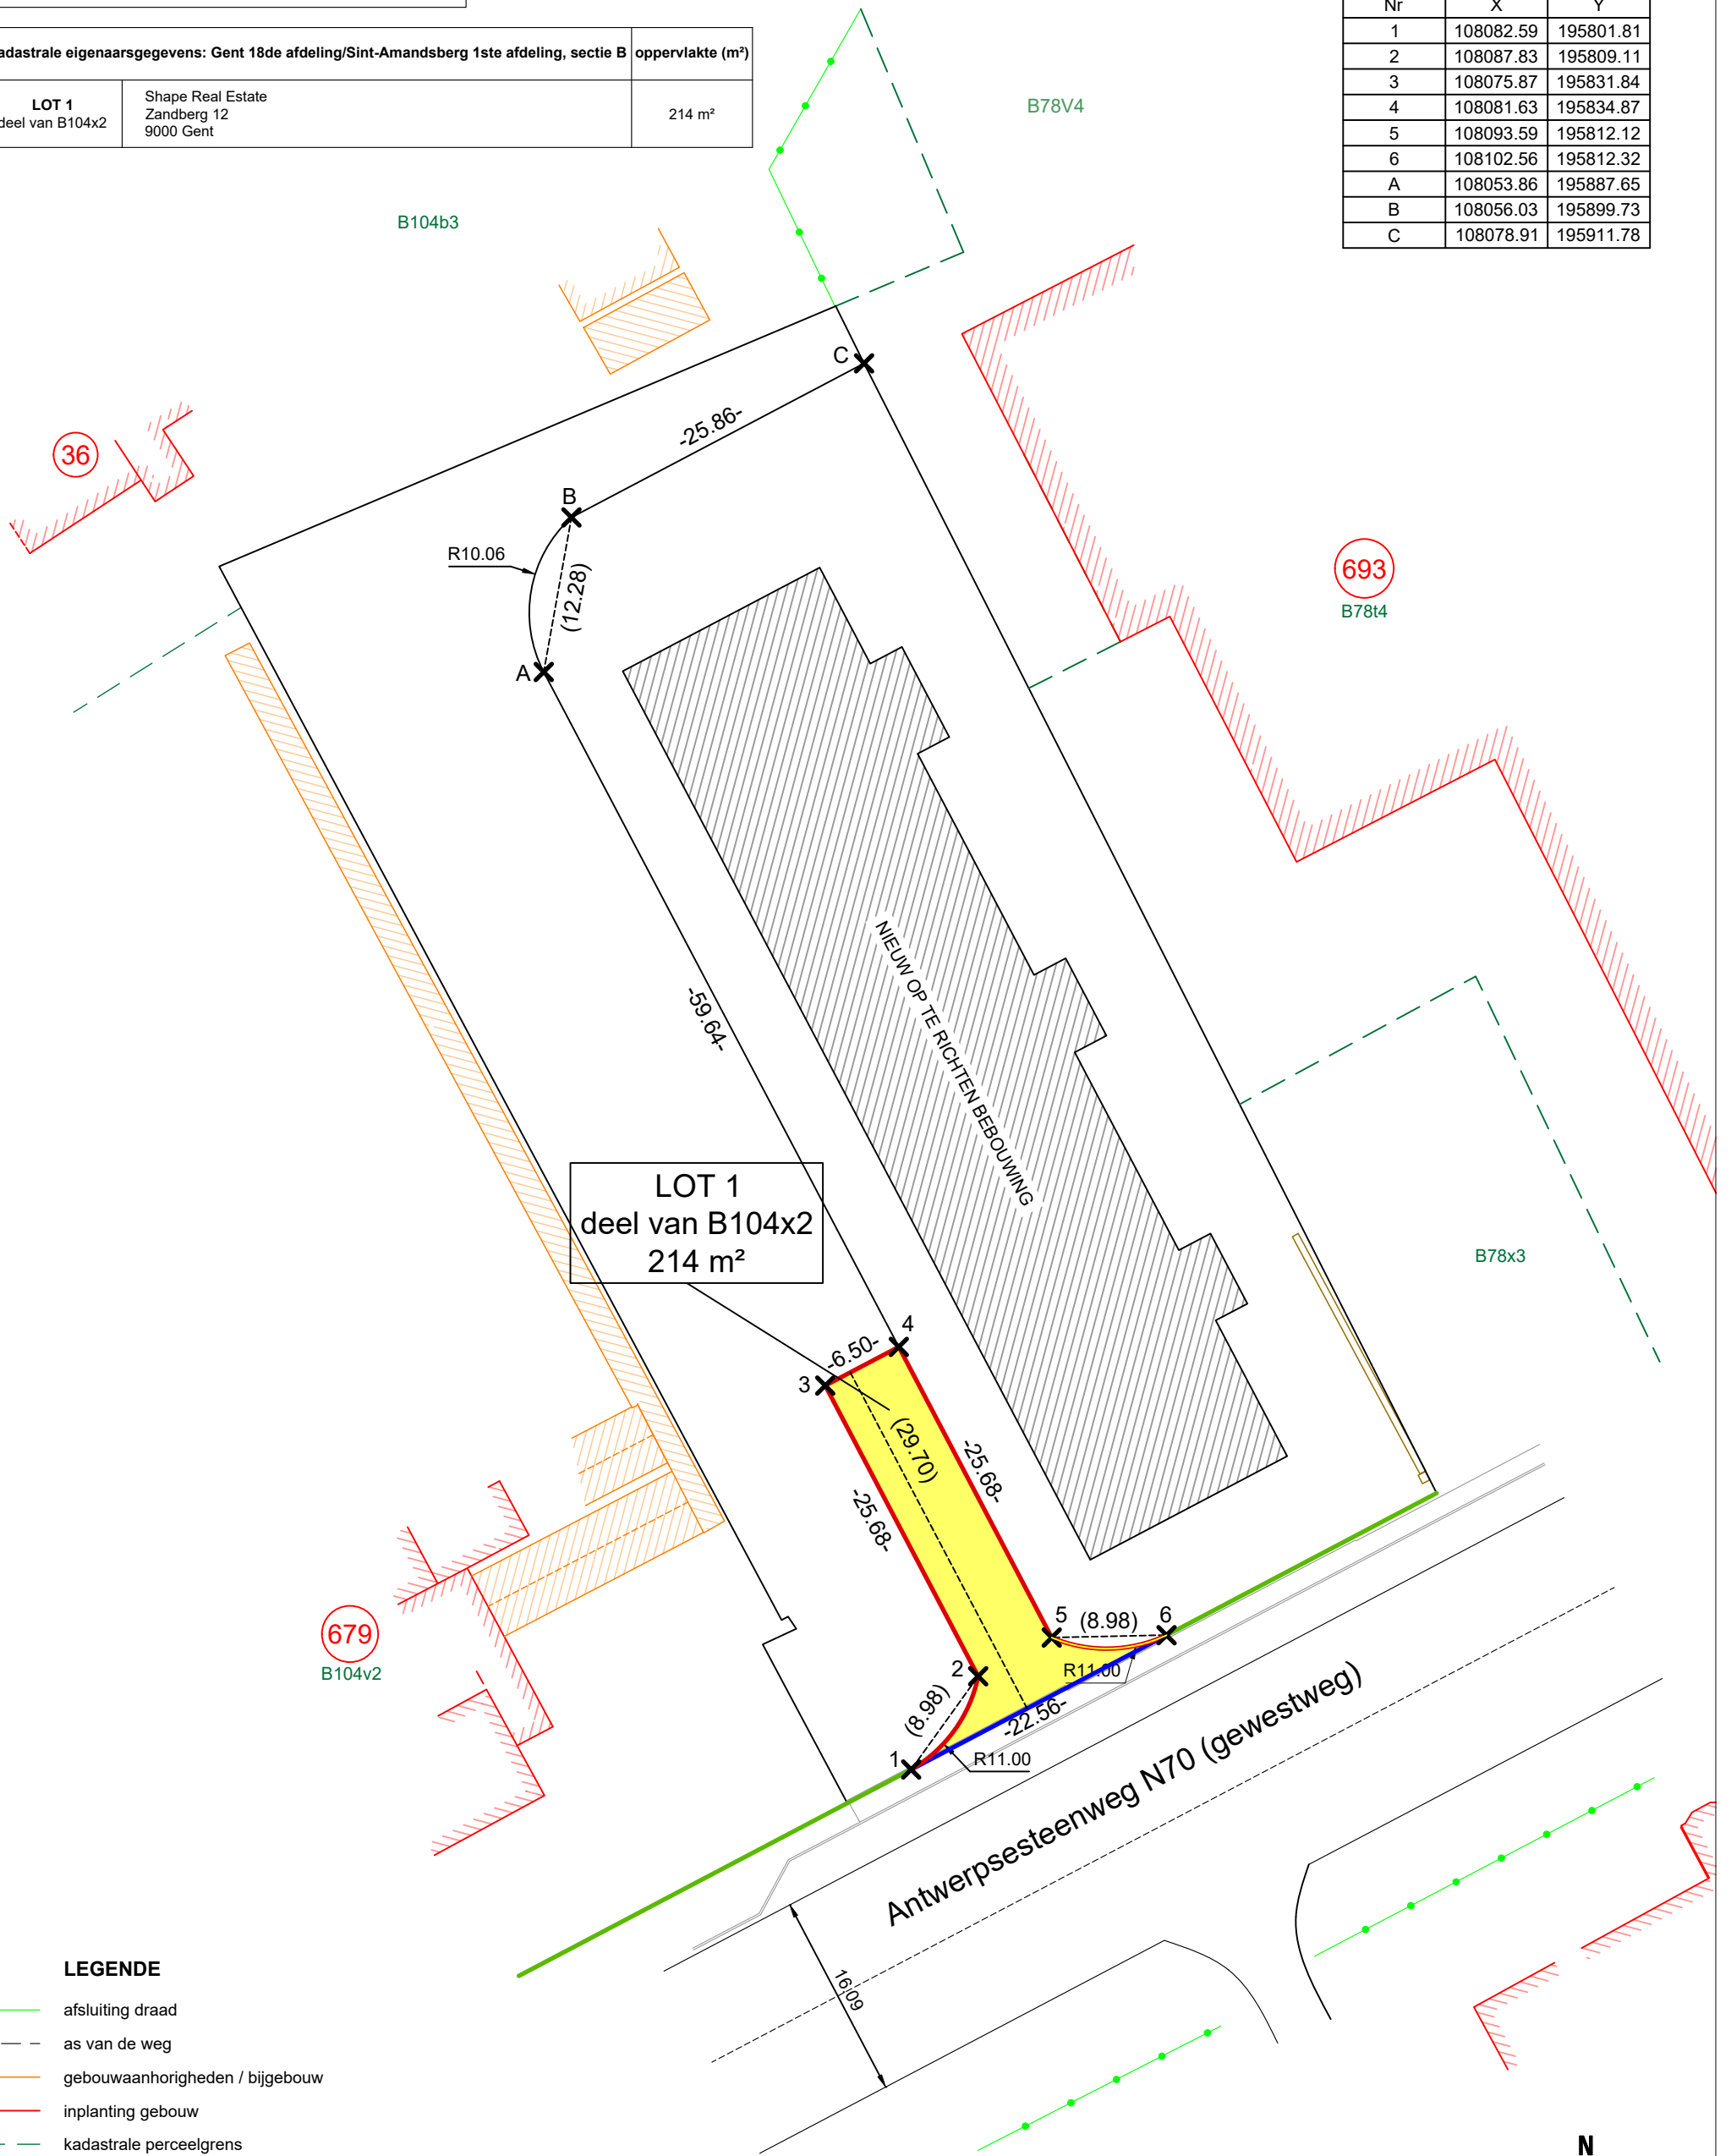 adastrale eigenaarsgegevens: Gent 18de afdeling/Sint-Amandsberg 1ste afdeling, sectie B
oppervlakte (m²)
LOT 1
deel van B104x2
Shape Real Estate
Zandberg 12
9000 Gent
214 m²
Nr X Y
1 108082.59 195801.81
2 108087.83 195809.11
3 108075.87 195831.84
4 108081.63 195834.87
5 108093.59 195812.12
6 108102.56 195812.32
A 108053.86 195887.65
B 108056.03 195899.73
C 108078.91 195911.78
B78V4
B104b3
C
-25.86-
36
B
R10.06
(12.28)
A
693
B78t4
NIEUW OP TE RICHTEN BEBOUWING
-59.64-
LOT 1
deel van B104x2
214 m²
B78x3
4
-6.50-
3
(29.70)
-25.68-
-25.68-
5
(8.98)
6
679
B104v2
2
R11.00
(8.98)
-22.56-
1
R11.00
Antwerpsesteenweg N70 (gewestweg)
16.09
LEGENDE
afsluiting draad
as van de weg
gebouwaanhorigheden / bijgebouw
inplanting gebouw
kadastrale perceelgrens
N